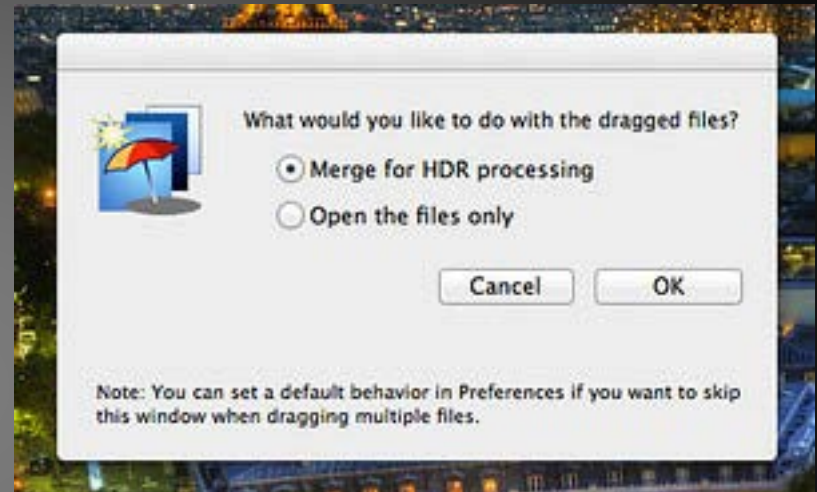 What would you like to do with the dragged files?
Merge for HDR processing
Open the files only
Cancel OK
Note: You can set a default behavior in Preferences if you want to skip
this window when dragging multiple files.